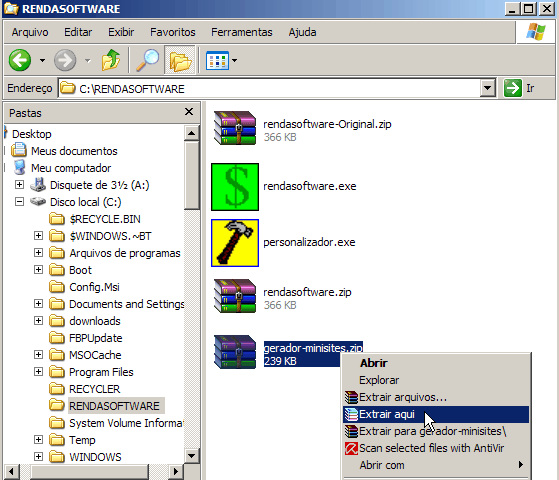 RENDASOFTWARE
Arquivo Editar Exibir Favoritos Ferramentas Ajuda
Endereço C:\RENDASOFTWARE Ir
Pastas
Desktop
Meus documentos
Meu computador
Disquete de 3½ (A:)
Disco local (C:)
$RECYCLE.BIN
$WINDOWS.~BT
Arquivos de programas
Boot
Config.Msi
Documents and Settings
downloads
FBPUpdate
MSOCache
Program Files
RECYCLER
RENDASOFTWARE
System Volume Informat
Temp
WINDOWS
rendasoftware-Original.zip
366 KB
rendasoftware.exe
personalizador.exe
rendasoftware.zip
366 KB
gerador-minisites.zip
239 KB
Abrir
Explorar
Extrair arquivos...
Extrair aqui
Extrair para gerador-minisites\
Scan selected files with AntiVir
Abrir com